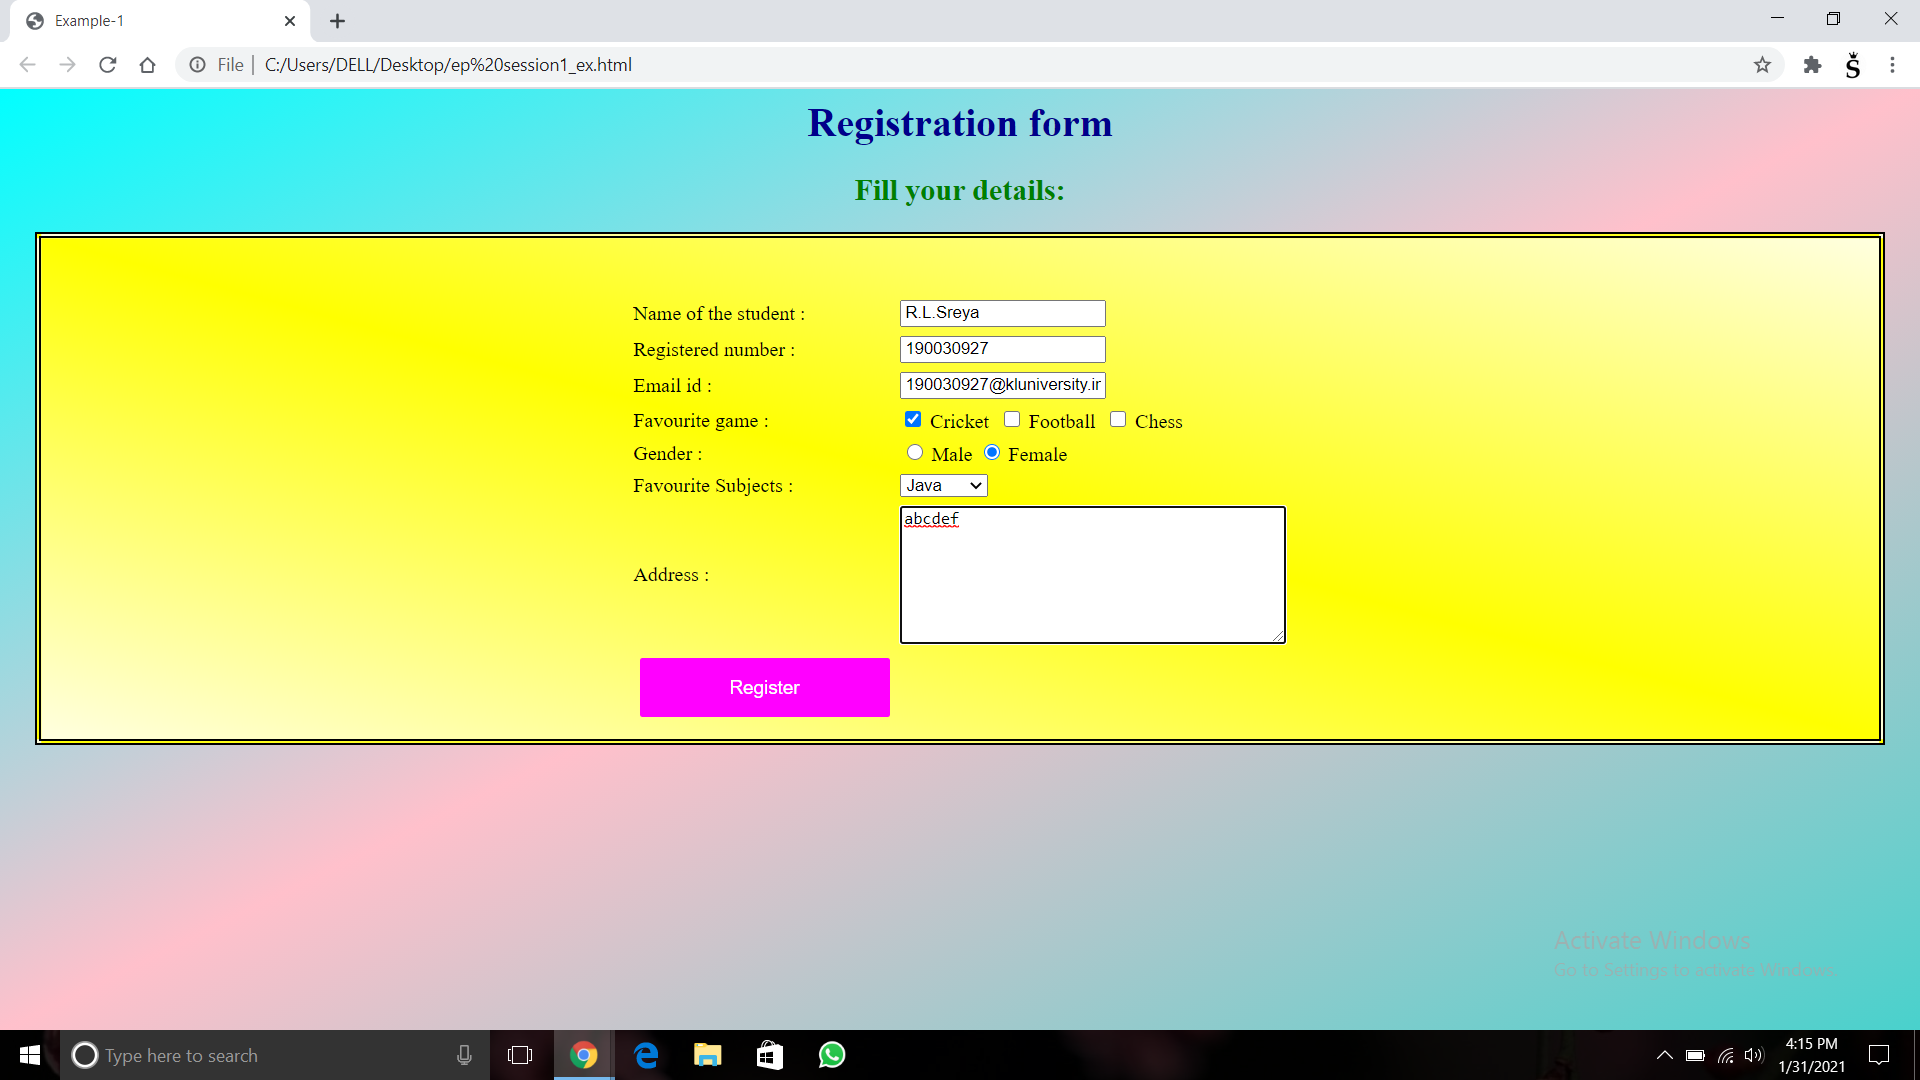 Example-1
File | C:/Users/DELL/Desktop/ep%20session1_ex.html
Registration form
Fill your details:
Name of the student : R.L.Sreya
Registered number : 190030927
Email id : 190030927@kluniversity.in
Favourite game : Cricket Football Chess
Gender : Male Female
Favourite Subjects : Java
abcdef
Address :
Register
Activate Windows
Go to Settings to activate Windows.
Type here to search
4:15 PM
1/31/2021